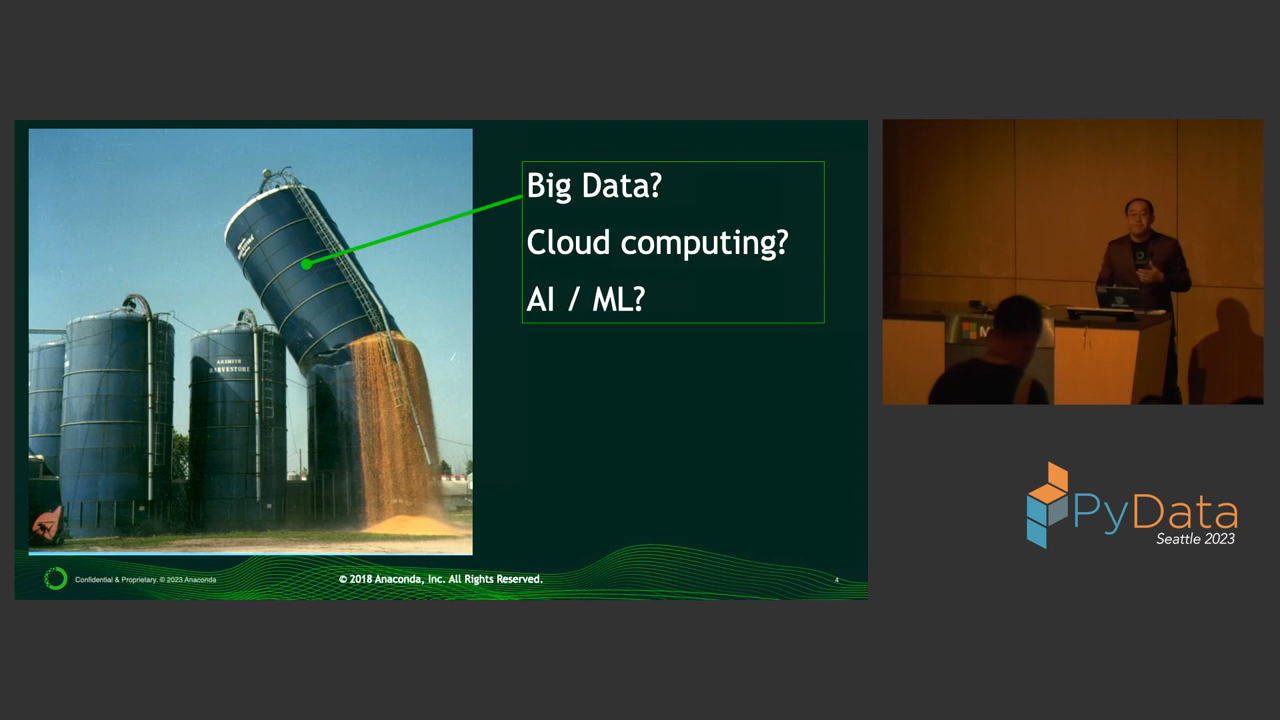 Big Data?
Cloud computing?
AI / ML?
A.O.SMITH
HARVESTORE
Confidential & Proprietary. © 2023 Anaconda
© 2018 Anaconda, Inc. All Rights Reserved.
4
PyData
Seattle 2023